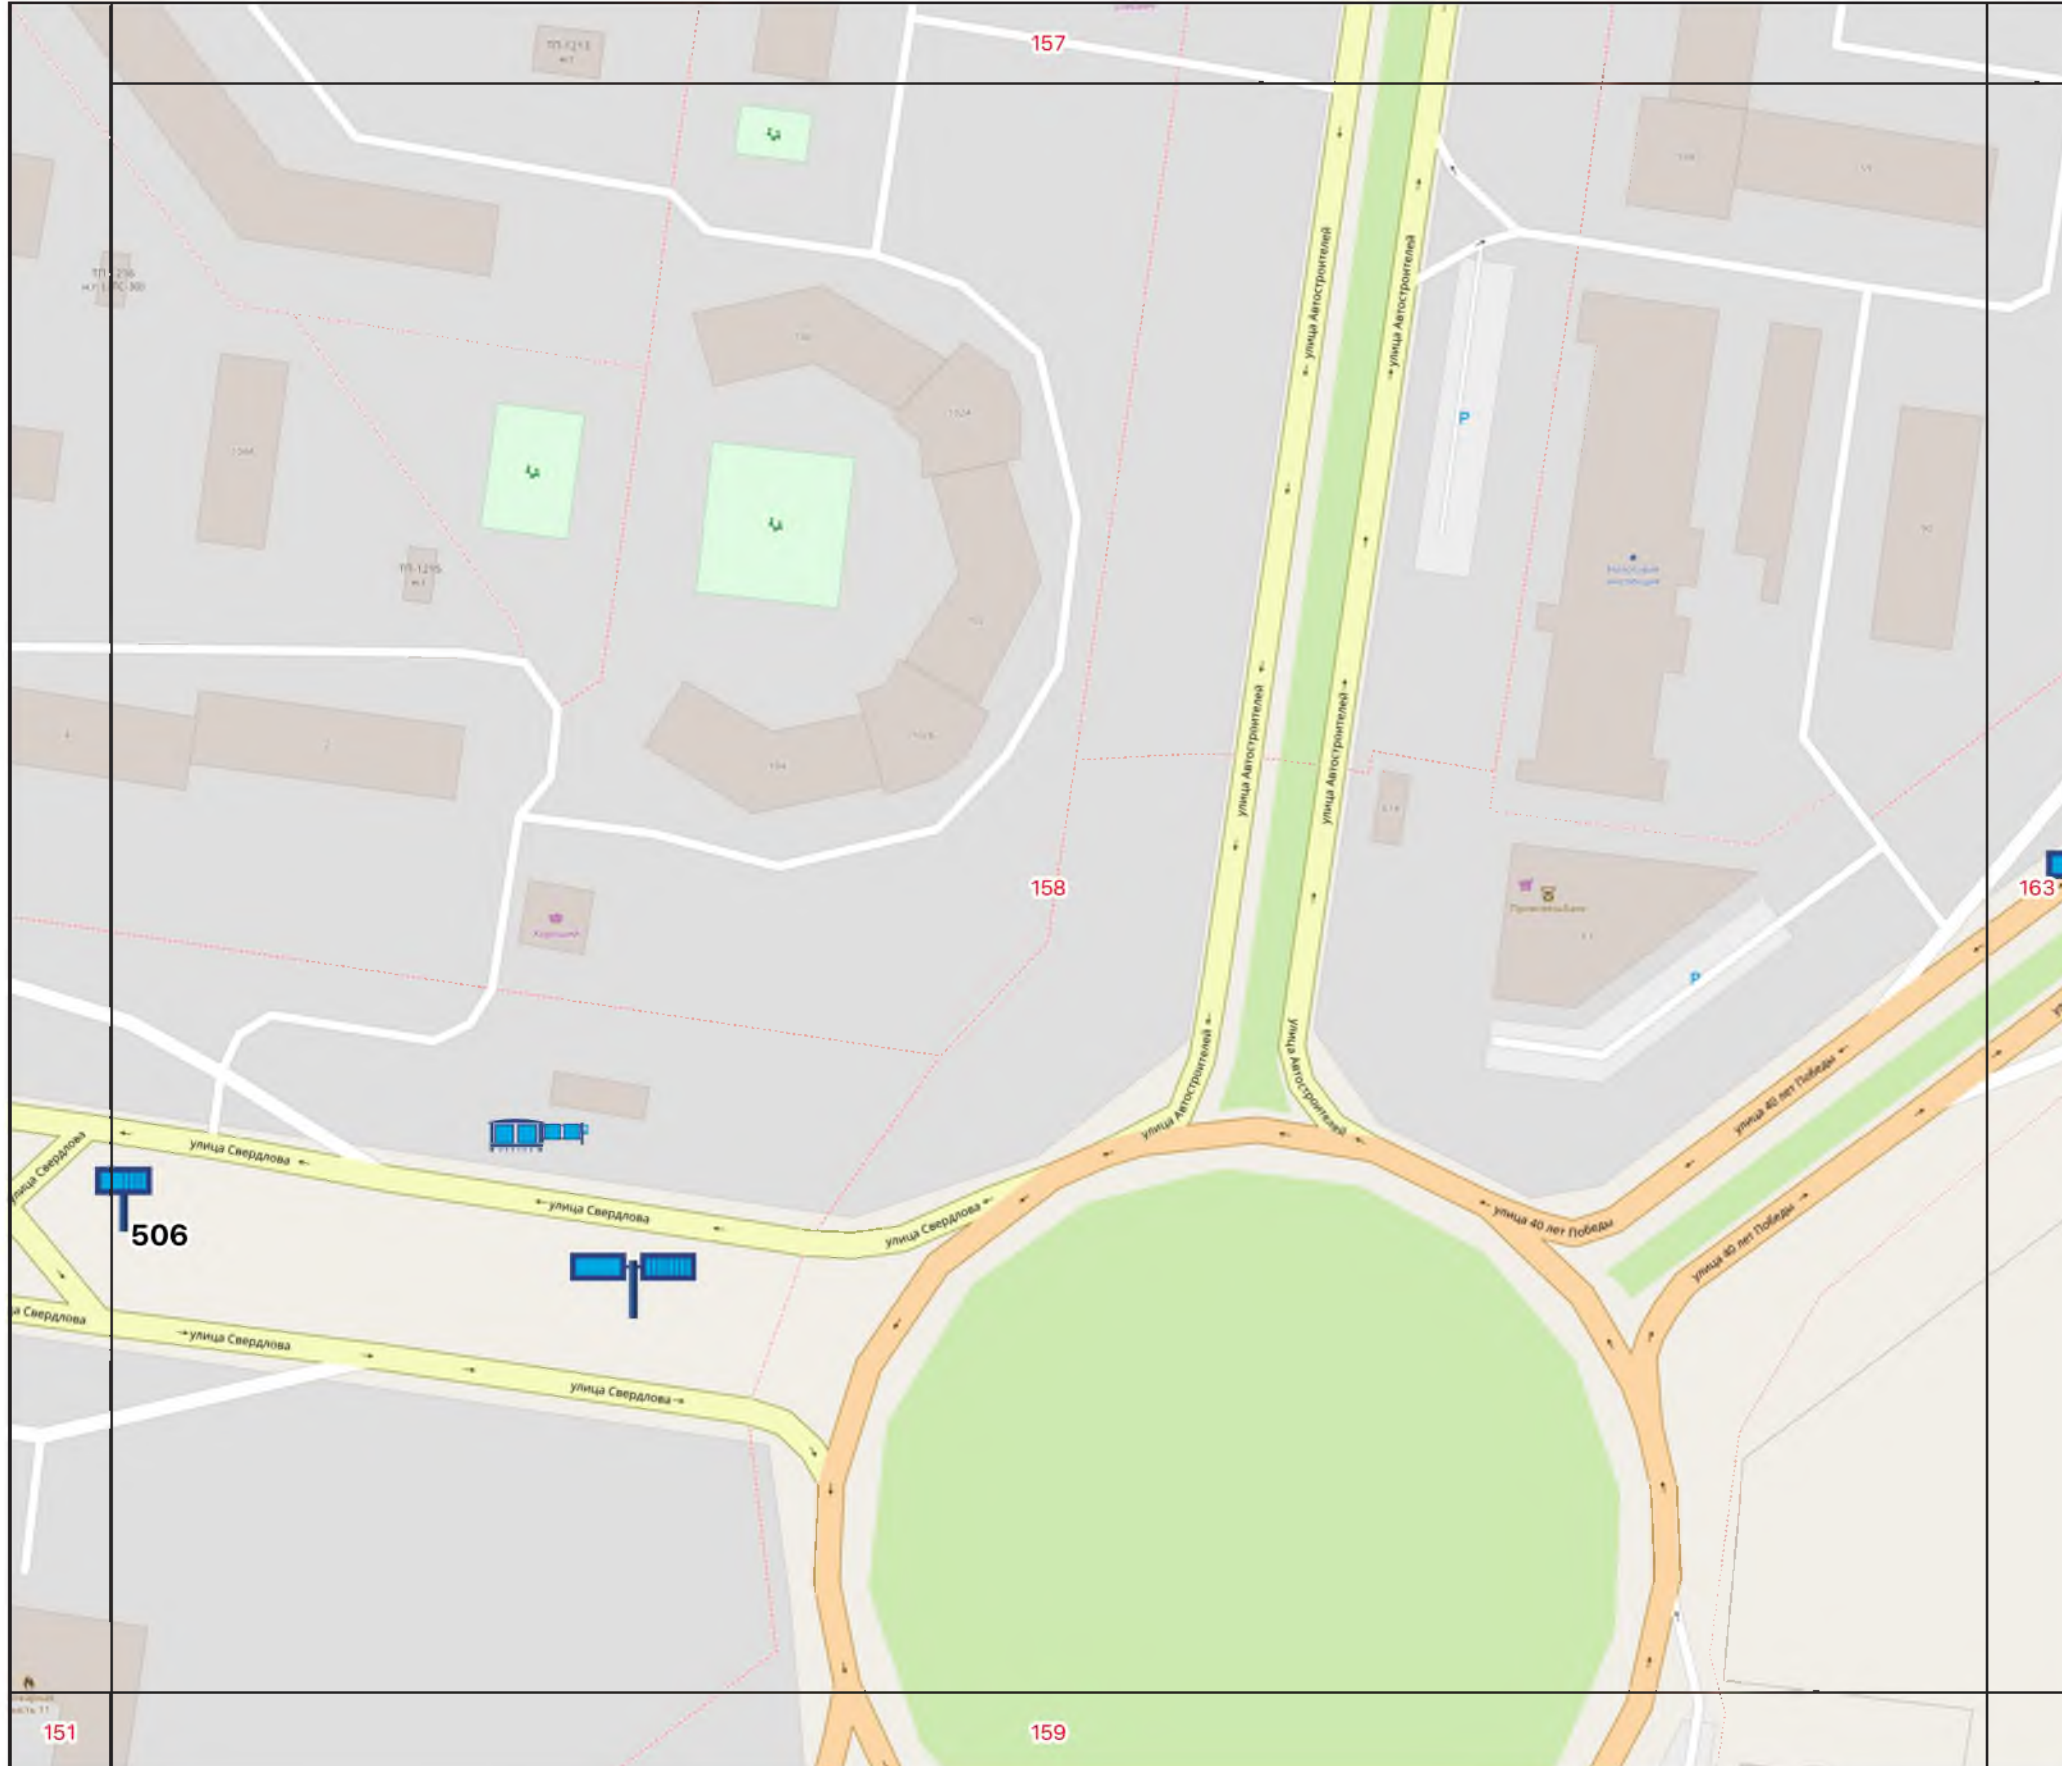 157
улица Автостроителей
улица Автостроителей
P
ТП-1215
улица Автостроителей
улица Автостроителей
158
163
P
улица Автостроителей
улица Автостроителей
улица 40 лет Победы
улица Свердлова
улица Свердлова
улица Свердлова
улица Свердлова
улица 40 лет Победы
улица 40 лет Победы
506
а Свердлова
улица Свердлова
улица Свердлова
151
159